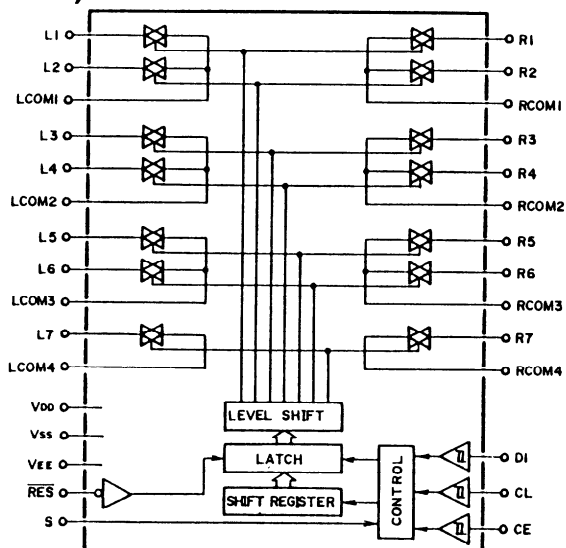 L1
R1
L2
R2
LCOM1
RCOM1
L3
R3
L4
R4
LCOM2
RCOM2
L5
R5
L6
R6
LCOM3
RCOM3
L7
R7
LCOM4
RCOM4
VDD
LEVEL SHIFT
VSS
VEE
LATCH
DI
RES
SHIFT REGISTER
CONTROL
CL
S
CE